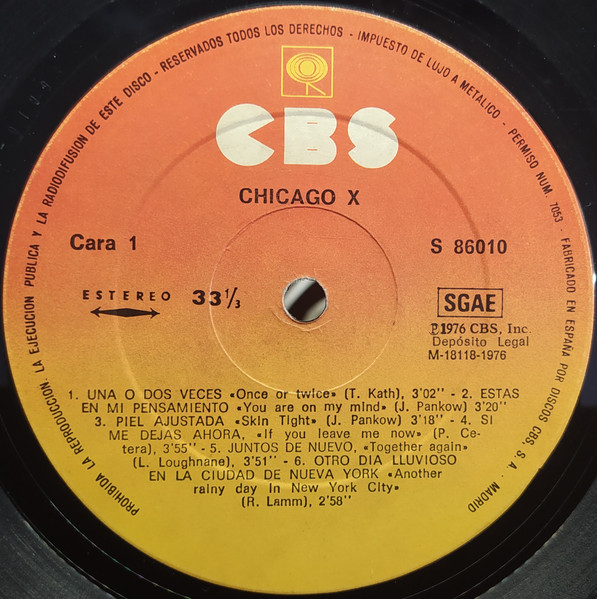 PROHIBIDA LA REPRODUCCION, LA EJECUCION PUBLICA Y LA RADIODIFUSION DE ESTE DISCO - RESERVADOS TODOS LOS DERECHOS - IMPUESTO DE LUJO A METALICO - PERMISO NUM. 7053 - FABRICADO EN ESPAÑA POR DISCOS CBS, S. A. MADRID
CBS
CHICAGO X
Cara 1
S 86010
ESTEREO 33 1/3
SGAE
℗1976 CBS, Inc.
Depósito Legal
M-18118-1976
1. UNA O DOS VECES «Once or twice» (T. Kath), 3'02'' - 2. ESTAS
EN MI PENSAMIENTO «You are on my mind» (J. Pankow) 3'20''
3. PIEL AJUSTADA «Skin Tight» (J. Pankow) 3'18'' - 4. SI
ME DEJAS AHORA, «If you leave me now» (P. Ce-
tera), 3'55'' - 5. JUNTOS DE NUEVO, «Together again»
(L. Loughnane), 3'51'' - 6. OTRO DIA LLUVIOSO
EN LA CIUDAD DE NUEVA YORK «Another
rainy day In New York City»
(R. Lamm), 2'58''